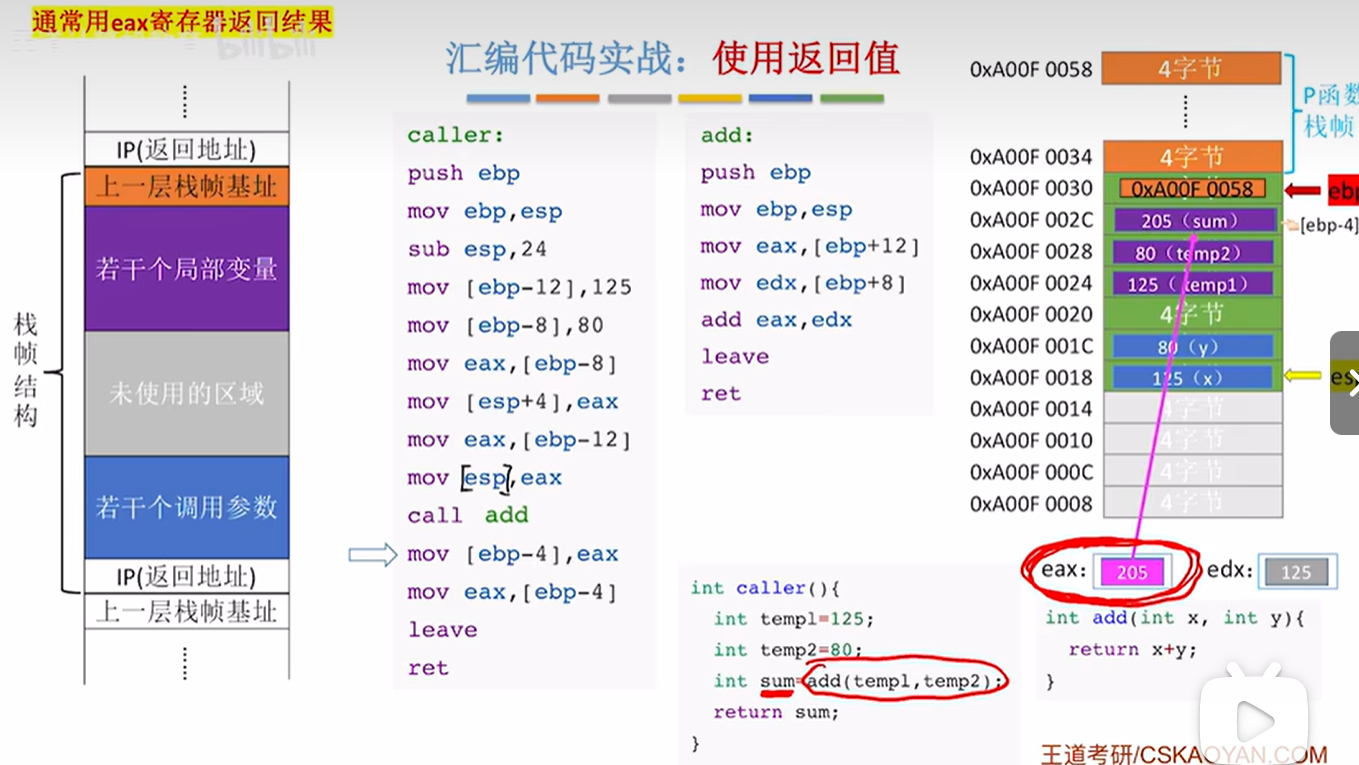 通常用eax寄存器返回结果
bilibili
汇编代码实战：使用返回值
⋮
IP(返回地址)
上一层栈帧基址
若干个局部变量
未使用的区域
若干个调用参数
IP(返回地址)
上一层栈帧基址
⋮
栈帧结构
caller:
push ebp
mov ebp,esp
sub esp,24
mov [ebp-12],125
mov [ebp-8],80
mov eax,[ebp-8]
mov [esp+4],eax
mov eax,[ebp-12]
mov [esp],eax
call add
mov [ebp-4],eax
mov eax,[ebp-4]
leave
ret
add:
push ebp
mov ebp,esp
mov eax,[ebp+12]
mov edx,[ebp+8]
add eax,edx
leave
ret
0xA00F 0058 4字节
⋮
P函数
栈帧
0xA00F 0034 4字节
0xA00F 0030 0xA00F 0058 ebp
0xA00F 002C 205（sum） [ebp-4]
0xA00F 0028 80（temp2）
0xA00F 0024 125（temp1）
0xA00F 0020 4字节
0xA00F 001C 80（y）
0xA00F 0018 125（x） esp
0xA00F 0014 4字节
0xA00F 0010 4字节
0xA00F 000C 4字节
0xA00F 0008 4字节
eax: 205 edx: 125
int caller(){
int temp1=125;
int temp2=80;
int sum=add(temp1,temp2);
return sum;
}
int add(int x, int y){
return x+y;
}
王道考研/CSKAOYAN.COM